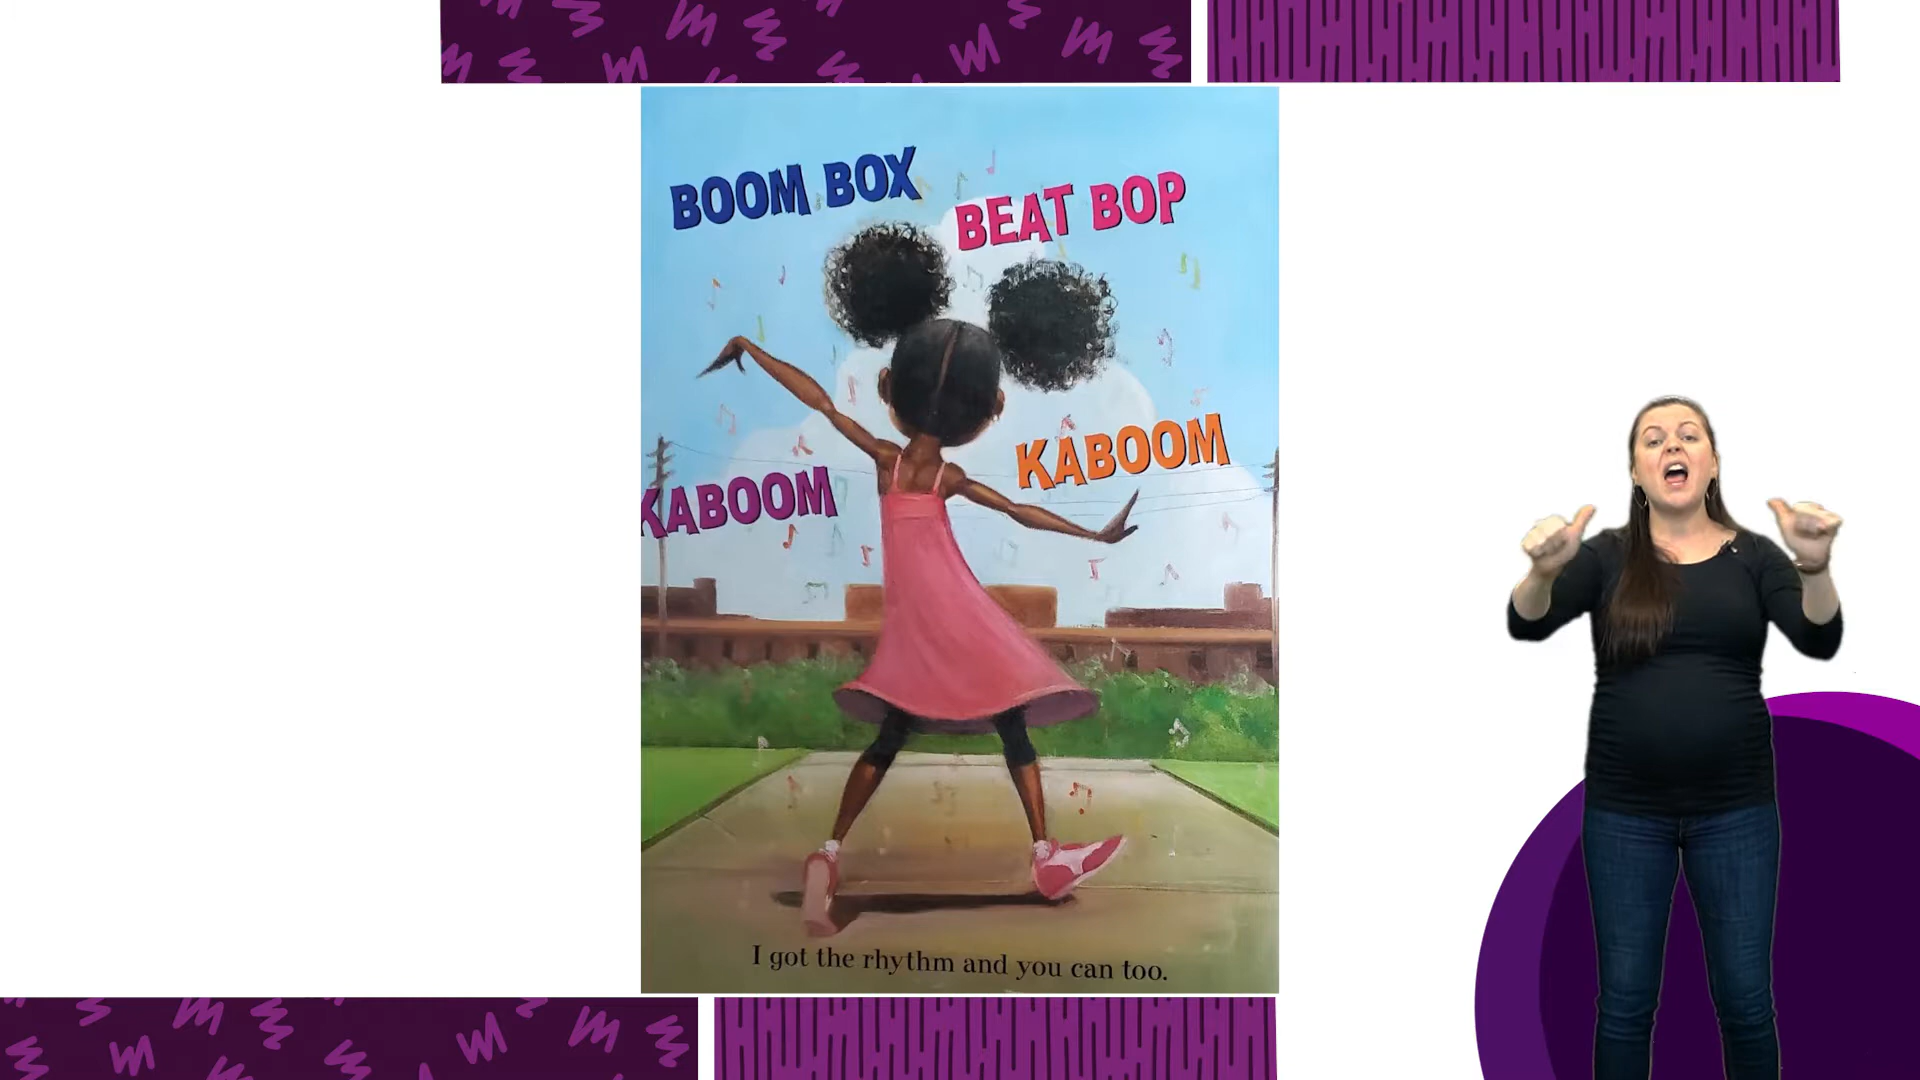 BOOM BOX
BEAT BOP
KABOOM
KABOOM
I got the rhythm and you can too.